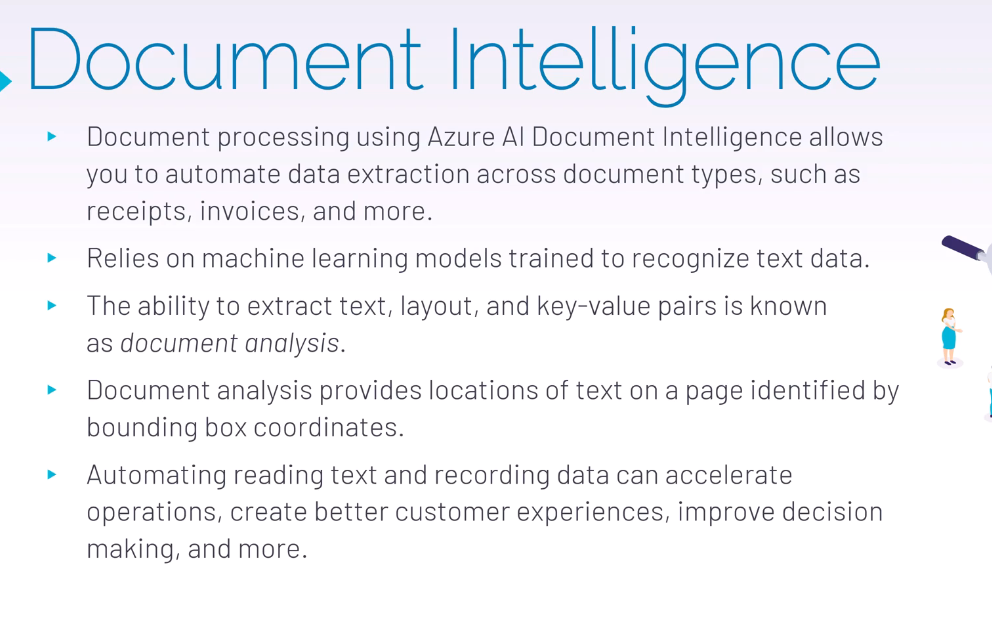 Document Intelligence
Document processing using Azure AI Document Intelligence allows
you to automate data extraction across document types, such as
receipts, invoices, and more.
Relies on machine learning models trained to recognize text data.
The ability to extract text, layout, and key-value pairs is known
as document analysis.
Document analysis provides locations of text on a page identified by
bounding box coordinates.
Automating reading text and recording data can accelerate
operations, create better customer experiences, improve decision
making, and more.